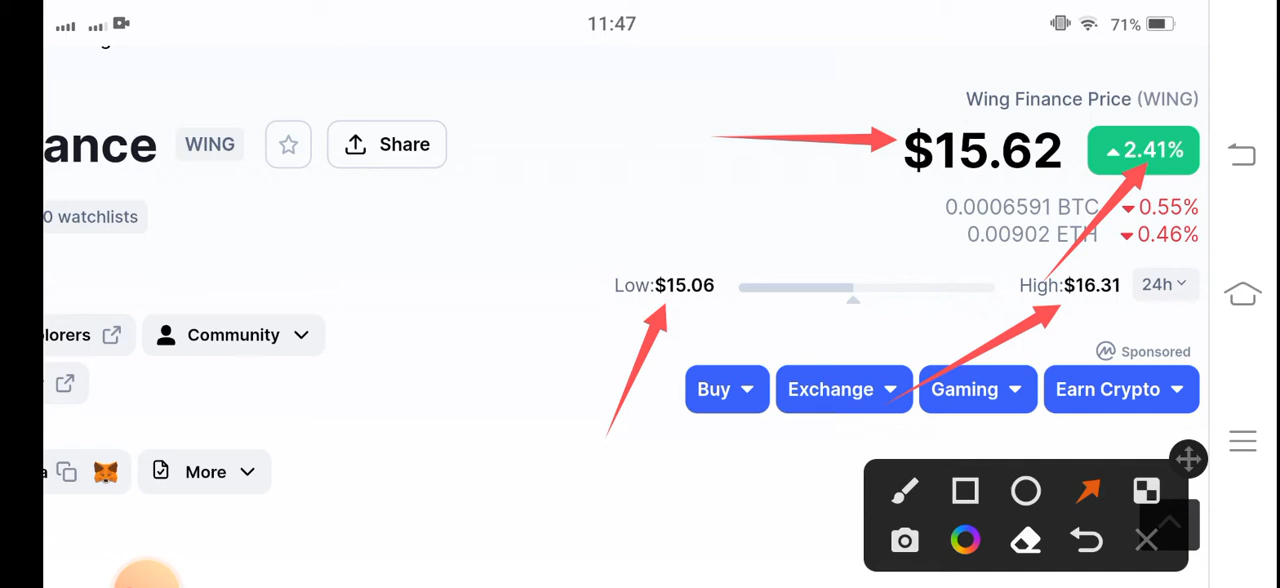 11:47
71%
Wing Finance Price (WING)
ance WING Share
$15.62 2.41%
0 watchlists
0.0006591 BTC 0.55%
0.00902 ETH 0.46%
Low:$15.06 High:$16.31 24h
lorers Community
Sponsored
Buy Exchange Gaming Earn Crypto
a More